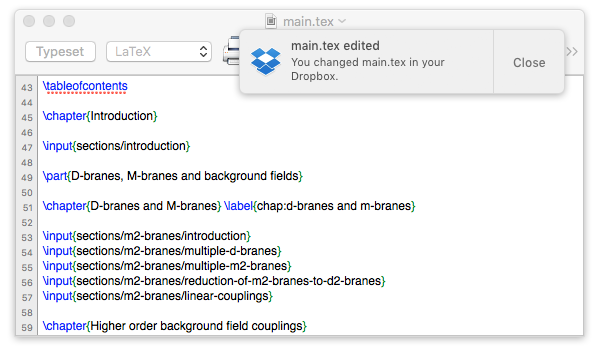 main.tex
Typeset
LaTeX
main.tex edited
You changed main.tex in your
Dropbox.
Close
43 \tableofcontents
44
45 \chapter{Introduction}
46
47 \input{sections/introduction}
48
49 \part{D-branes, M-branes and background fields}
50
51 \chapter{D-branes and M-branes} \label{chap:d-branes and m-branes}
52
53 \input{sections/m2-branes/introduction}
54 \input{sections/m2-branes/multiple-d-branes}
55 \input{sections/m2-branes/multiple-m2-branes}
56 \input{sections/m2-branes/reduction-of-m2-branes-to-d2-branes}
57 \input{sections/m2-branes/linear-couplings}
58
59 \chapter{Higher order background field couplings}